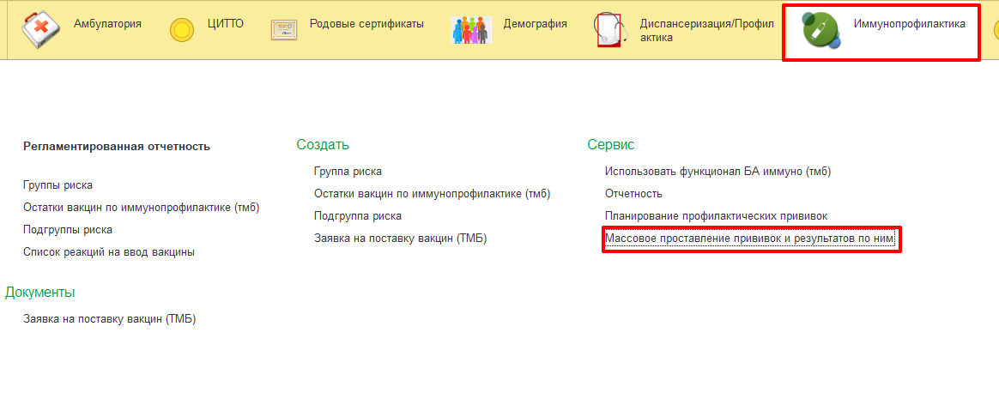 Амбулатория
ЦИТТО
Родовые сертификаты
Демография
Диспансеризация/Профил
актика
Иммунопрофилактика
Регламентированная отчетность
Группы риска
Остатки вакцин по иммунопрофилактике (тмб)
Подгруппы риска
Список реакций на ввод вакцины
Создать
Группа риска
Остатки вакцин по иммунопрофилактике (тмб)
Подгруппа риска
Заявка на поставку вакцин (ТМБ)
Сервис
Использовать функционал БА иммуно (тмб)
Отчетность
Планирование профилактических прививок
Массовое проставление прививок и результатов по ним
Документы
Заявка на поставку вакцин (ТМБ)